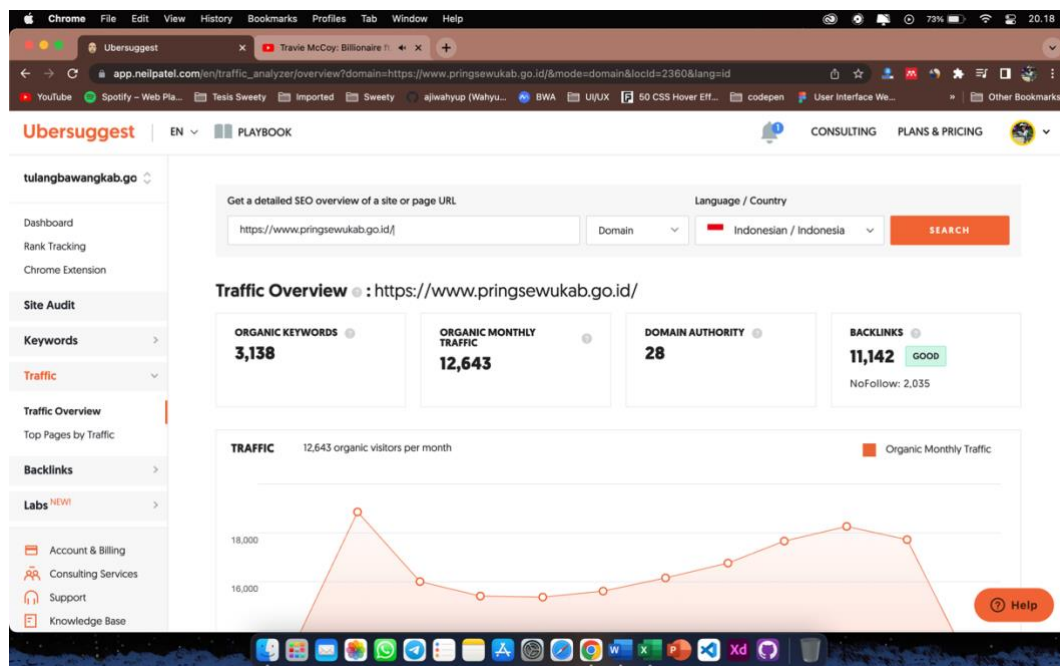 Chrome File Edit View History Bookmarks Profiles Tab Window Help 73% 20.18
Ubersuggest Travie McCoy: Billionaire
app.neilpatel.com/en/traffic_analyzer/overview?domain=https://www.pringsewukab.go.id/&mode=domain&locId=2360&lang=id
YouTube Spotify – Web Pla... Tesis Sweety Imported Sweety ajiwahyup (Wahyu... BWA UI/UX 50 CSS Hover Eff... codepen User Interface We... » Other Bookmarks
Ubersuggest EN PLAYBOOK 1 CONSULTING PLANS & PRICING
tulangbawangkab.go
Get a detailed SEO overview of a site or page URL Language / Country
https://www.pringsewukab.go.id/ Domain Indonesian / Indonesia SEARCH
Dashboard
Rank Tracking
Chrome Extension
Site Audit
Keywords
Traffic
Traffic Overview
Top Pages by Traffic
Backlinks
Labs NEW!
Account & Billing
Consulting Services
Support
Knowledge Base
Traffic Overview : https://www.pringsewukab.go.id/
ORGANIC KEYWORDS
3,138
ORGANIC MONTHLY
TRAFFIC
12,643
DOMAIN AUTHORITY
28
BACKLINKS
11,142 GOOD
NoFollow: 2,035
TRAFFIC 12,643 organic visitors per month Organic Monthly Traffic
18,000
16,000
Help